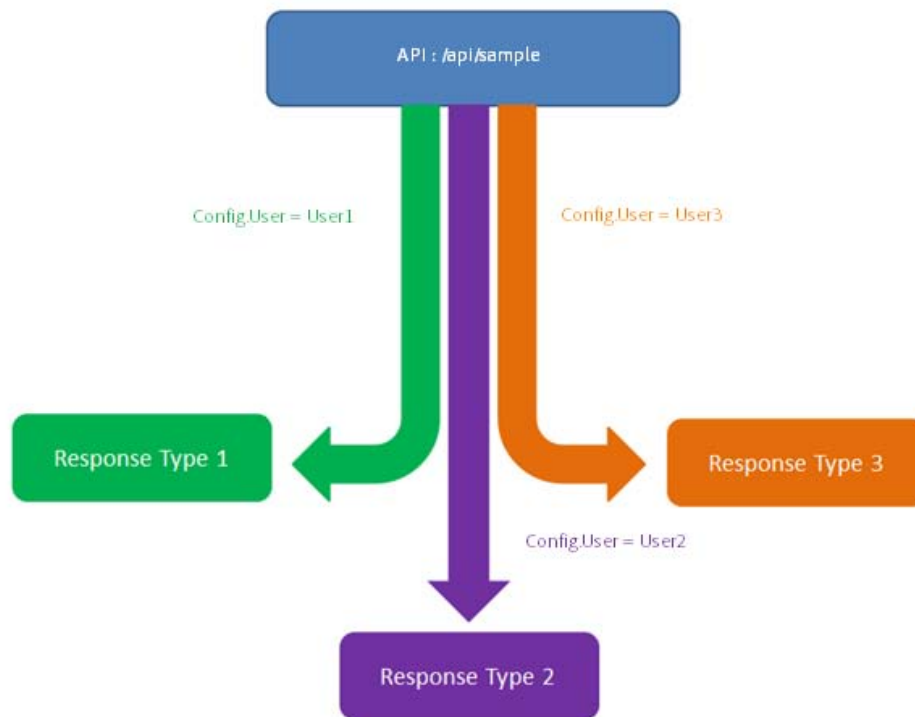 API : /api/sample
Config.User = User1
Config.User = User3
Response Type 1
Response Type 3
Config.User = User2
Response Type 2